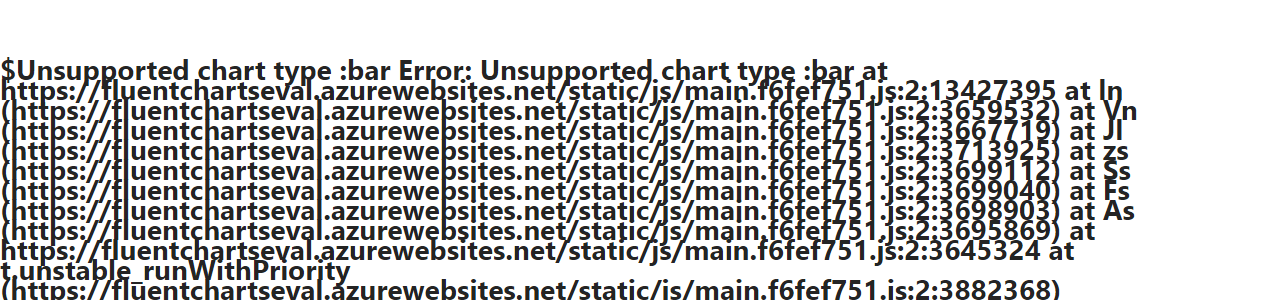 $Unsupported chart type :bar Error: Unsupported chart type :bar at
https://fluentchartseval.azurewebsites.net/static/js/main.f6fef751.js:2:13427395 at ln
(https://fluentchartseval.azurewebsites.net/static/js/main.f6fef751.js:2:3659532) at Vn
(https://fluentchartseval.azurewebsites.net/static/js/main.f6fef751.js:2:3667719) at Jl
(https://fluentchartseval.azurewebsites.net/static/js/main.f6fef751.js:2:3713925) at zs
(https://fluentchartseval.azurewebsites.net/static/js/main.f6fef751.js:2:3699112) at Ss
(https://fluentchartseval.azurewebsites.net/static/js/main.f6fef751.js:2:3699040) at Fs
(https://fluentchartseval.azurewebsites.net/static/js/main.f6fef751.js:2:3698903) at As
(https://fluentchartseval.azurewebsites.net/static/js/main.f6fef751.js:2:3695869) at
https://fluentchartseval.azurewebsites.net/static/js/main.f6fef751.js:2:3645324 at
t.unstable_runWithPriority
(https://fluentchartseval.azurewebsites.net/static/js/main.f6fef751.js:2:3882368)